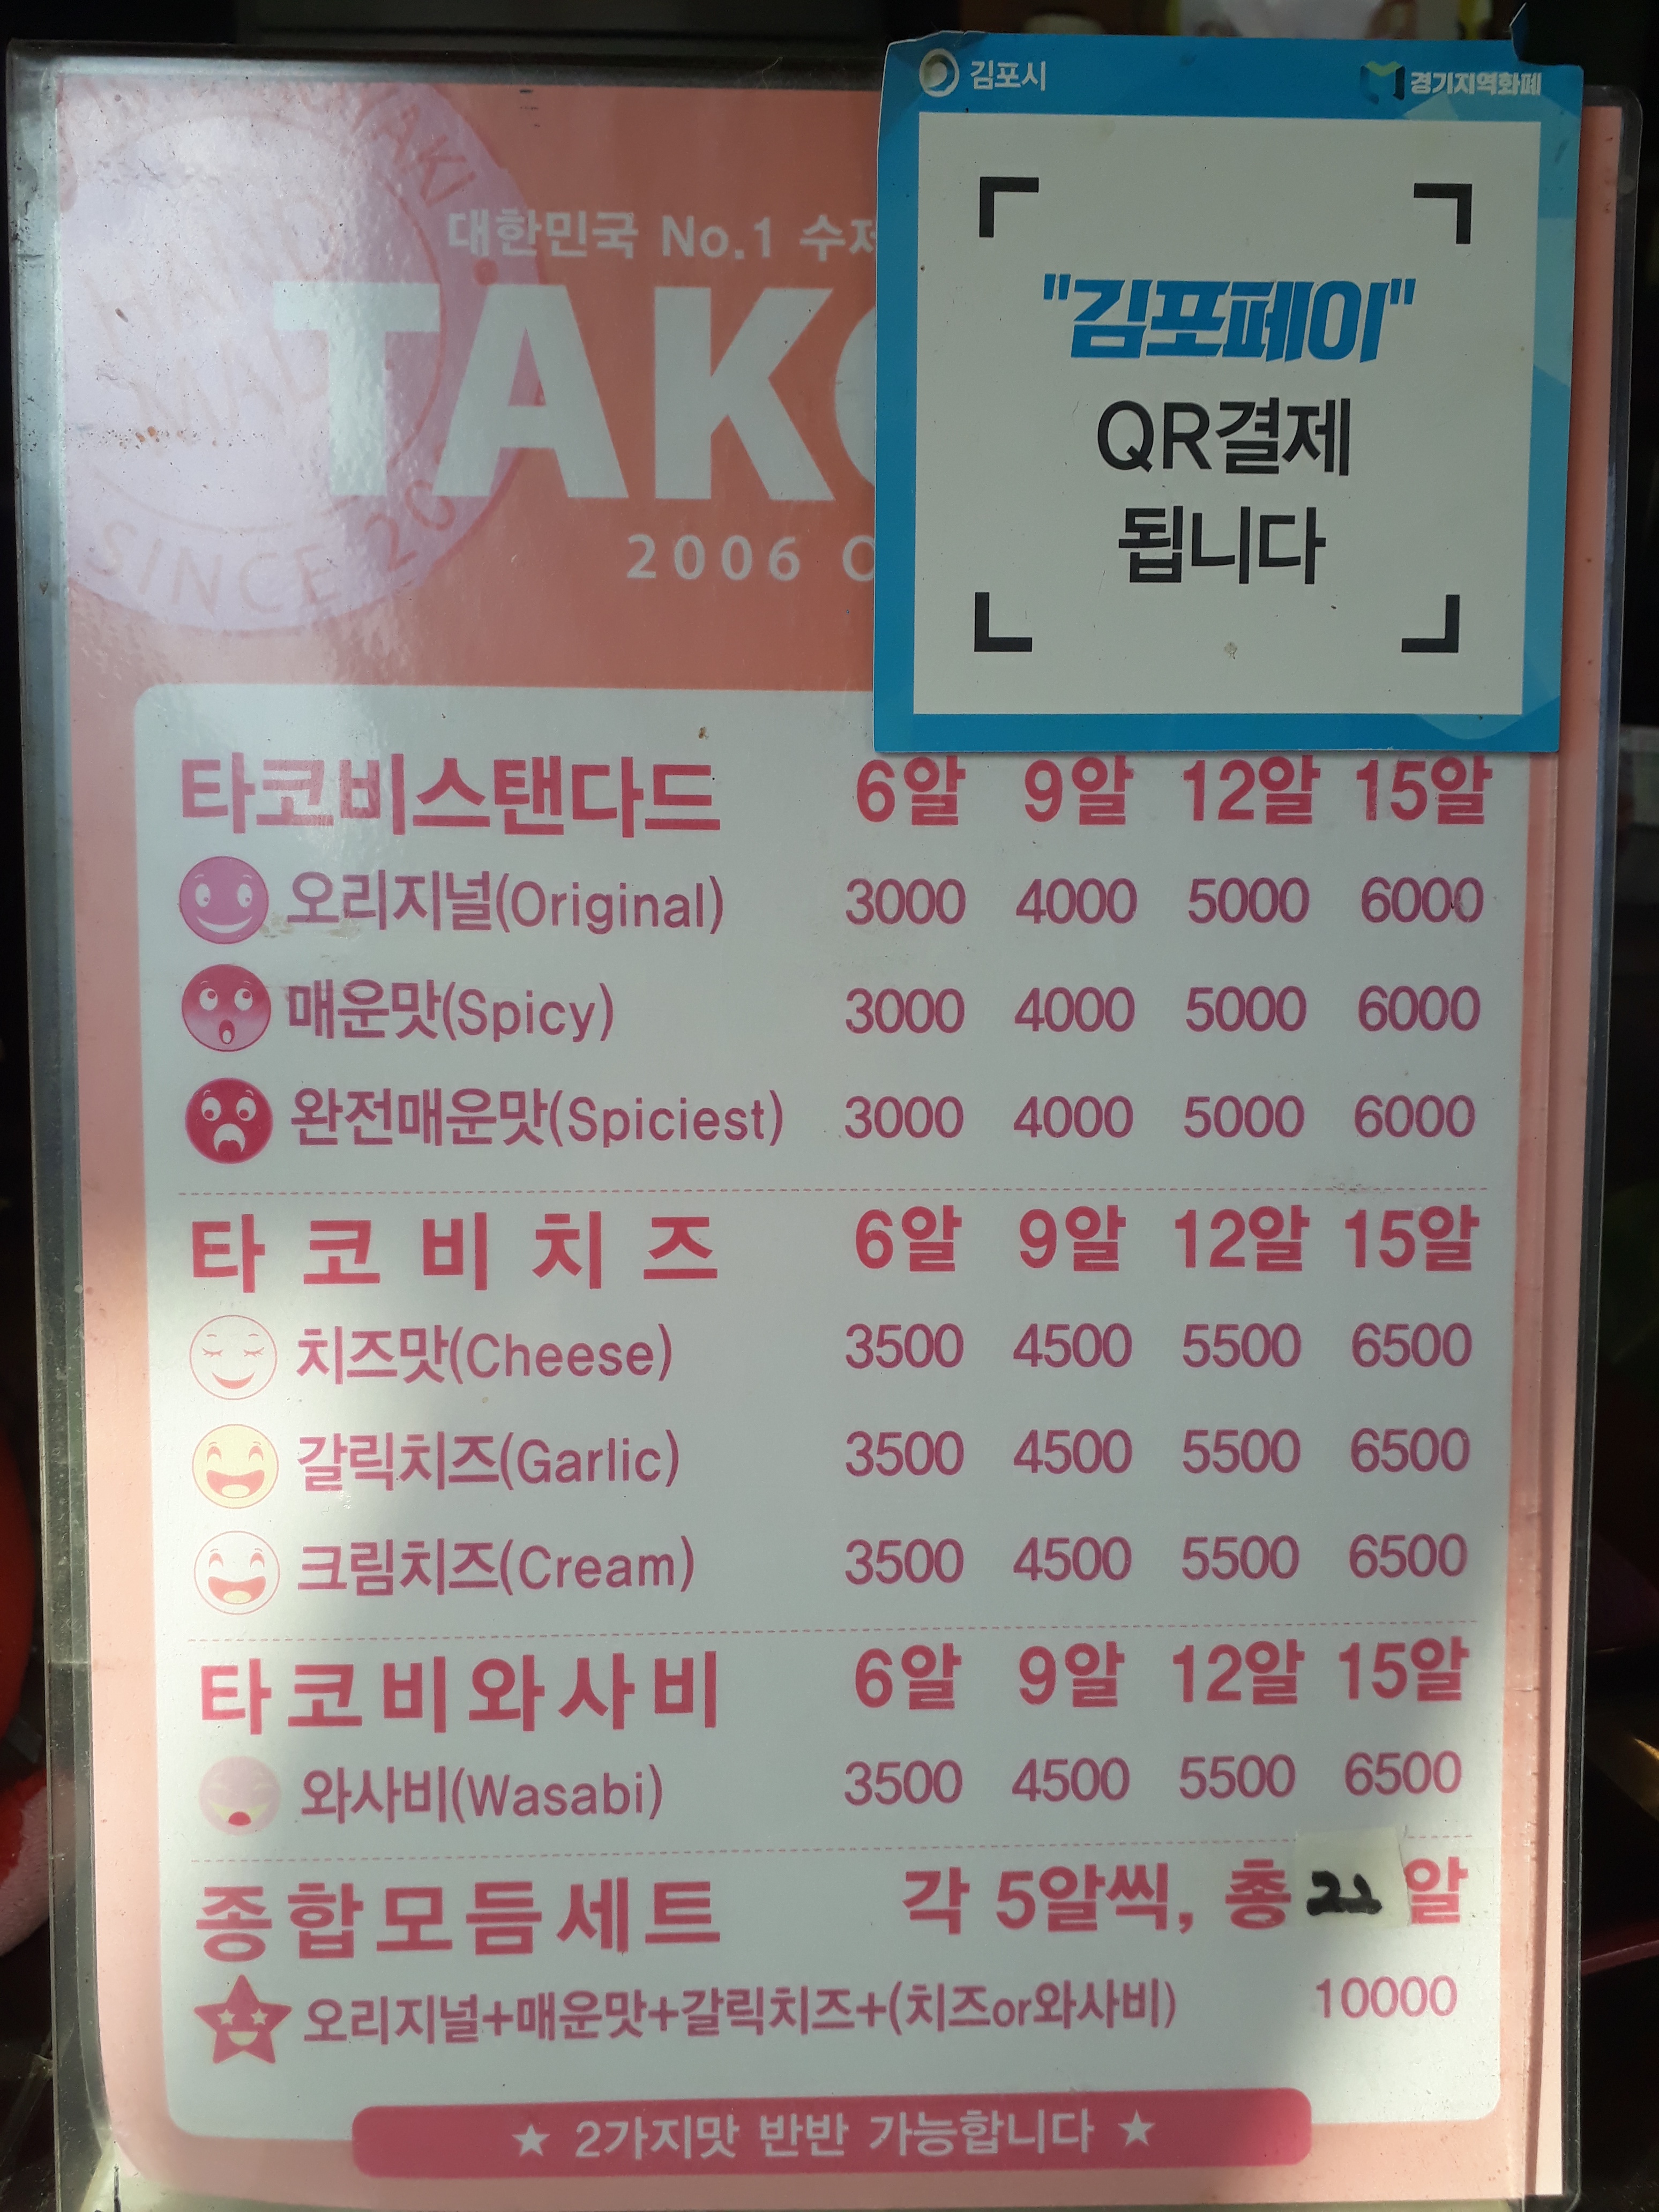 김포시 경기지역화폐
"김포페이"
QR결제
됩니다
대한민국 No.1
TAKO
2006
HAND
MADE
SINCE 20
타코비스탠다드 6알 9알 12알 15알
오리지널(Original) 3000 4000 5000 6000
매운맛(Spicy) 3000 4000 5000 6000
완전매운맛(Spiciest) 3000 4000 5000 6000
타코비치즈 6알 9알 12알 15알
치즈맛(Cheese) 3500 4500 5500 6500
갈릭치즈(Garlic) 3500 4500 5500 6500
크림치즈(Cream) 3500 4500 5500 6500
타코비와사비 6알 9알 12알 15알
와사비(Wasabi) 3500 4500 5500 6500
종합모듬세트 각 5알씩, 총 22알
오리지널+매운맛+갈릭치즈+(치즈or와사비) 10000
★ 2가지맛 반반 가능합니다 ★